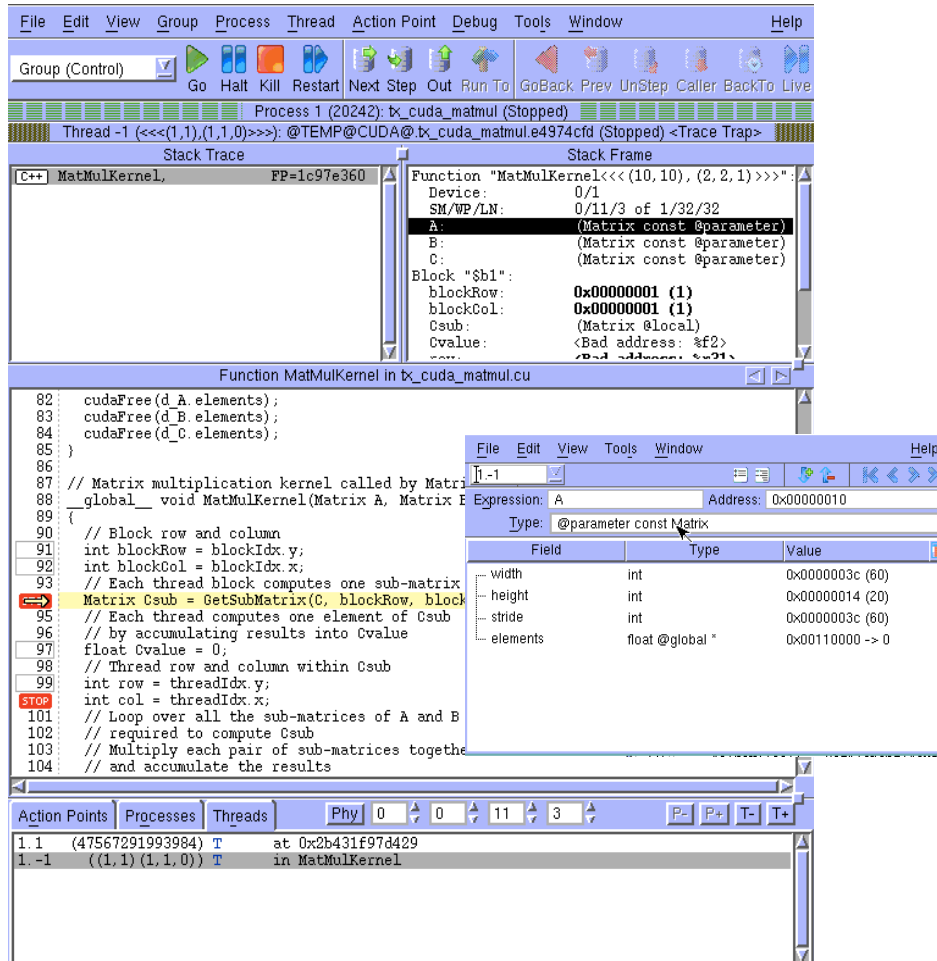 File Edit View Group Process Thread Action Point Debug Tools Window Help
Group (Control)
Go Halt Kill Restart Next Step Out Run To GoBack Prev UnStep Caller BackTo Live
Process 1 (20242): tx_cuda_matmul (Stopped)
Thread -1 (<<<(1,1),(1,1,0)>>>): @TEMP@CUDA@.tx_cuda_matmul.e4974cfd (Stopped) <Trace Trap>
Stack Trace
C++ MatMulKernel, FP=1c97e360
Stack Frame
Function "MatMulKernel<<<(10,10),(2,2,1)>>>":
Device: 0/1
SM/WP/LN: 0/11/3 of 1/32/32
A: (Matrix const @parameter)
B: (Matrix const @parameter)
C: (Matrix const @parameter)
Block "$b1":
blockRow: 0x00000001 (1)
blockCol: 0x00000001 (1)
Csub: (Matrix @local)
Cvalue: <Bad address: %f2>
row: <Bad address: %r31>
Function MatMulKernel in tx_cuda_matmul.cu
82 cudaFree(d_A.elements);
83 cudaFree(d_B.elements);
84 cudaFree(d_C.elements);
85 }
86
87 // Matrix multiplication kernel called by Matri
88 __global__ void MatMulKernel(Matrix A, Matrix B
89 {
90 // Block row and column
91 int blockRow = blockIdx.y;
92 int blockCol = blockIdx.x;
93 // Each thread block computes one sub-matrix
Matrix Csub = GetSubMatrix(C, blockRow, block
95 // Each thread computes one element of Csub
96 // by accumulating results into Cvalue
97 float Cvalue = 0;
98 // Thread row and column within Csub
99 int row = threadIdx.y;
STOP int col = threadIdx.x;
101 // Loop over all the sub-matrices of A and B
102 // required to compute Csub
103 // Multiply each pair of sub-matrices togethe
104 // and accumulate the results
File Edit View Tools Window Help
1.-1
Expression: A Address: 0x00000010
Type: @parameter const Matrix
Field Type Value
width int 0x0000003c (60)
height int 0x00000014 (20)
stride int 0x0000003c (60)
elements float @global * 0x00110000 -> 0
Action Points Processes Threads Phy 0 0 11 3 P- P+ T- T+
1.1 (47567291993984) T at 0x2b431f97d429
1.-1 ((1,1)(1,1,0)) T in MatMulKernel